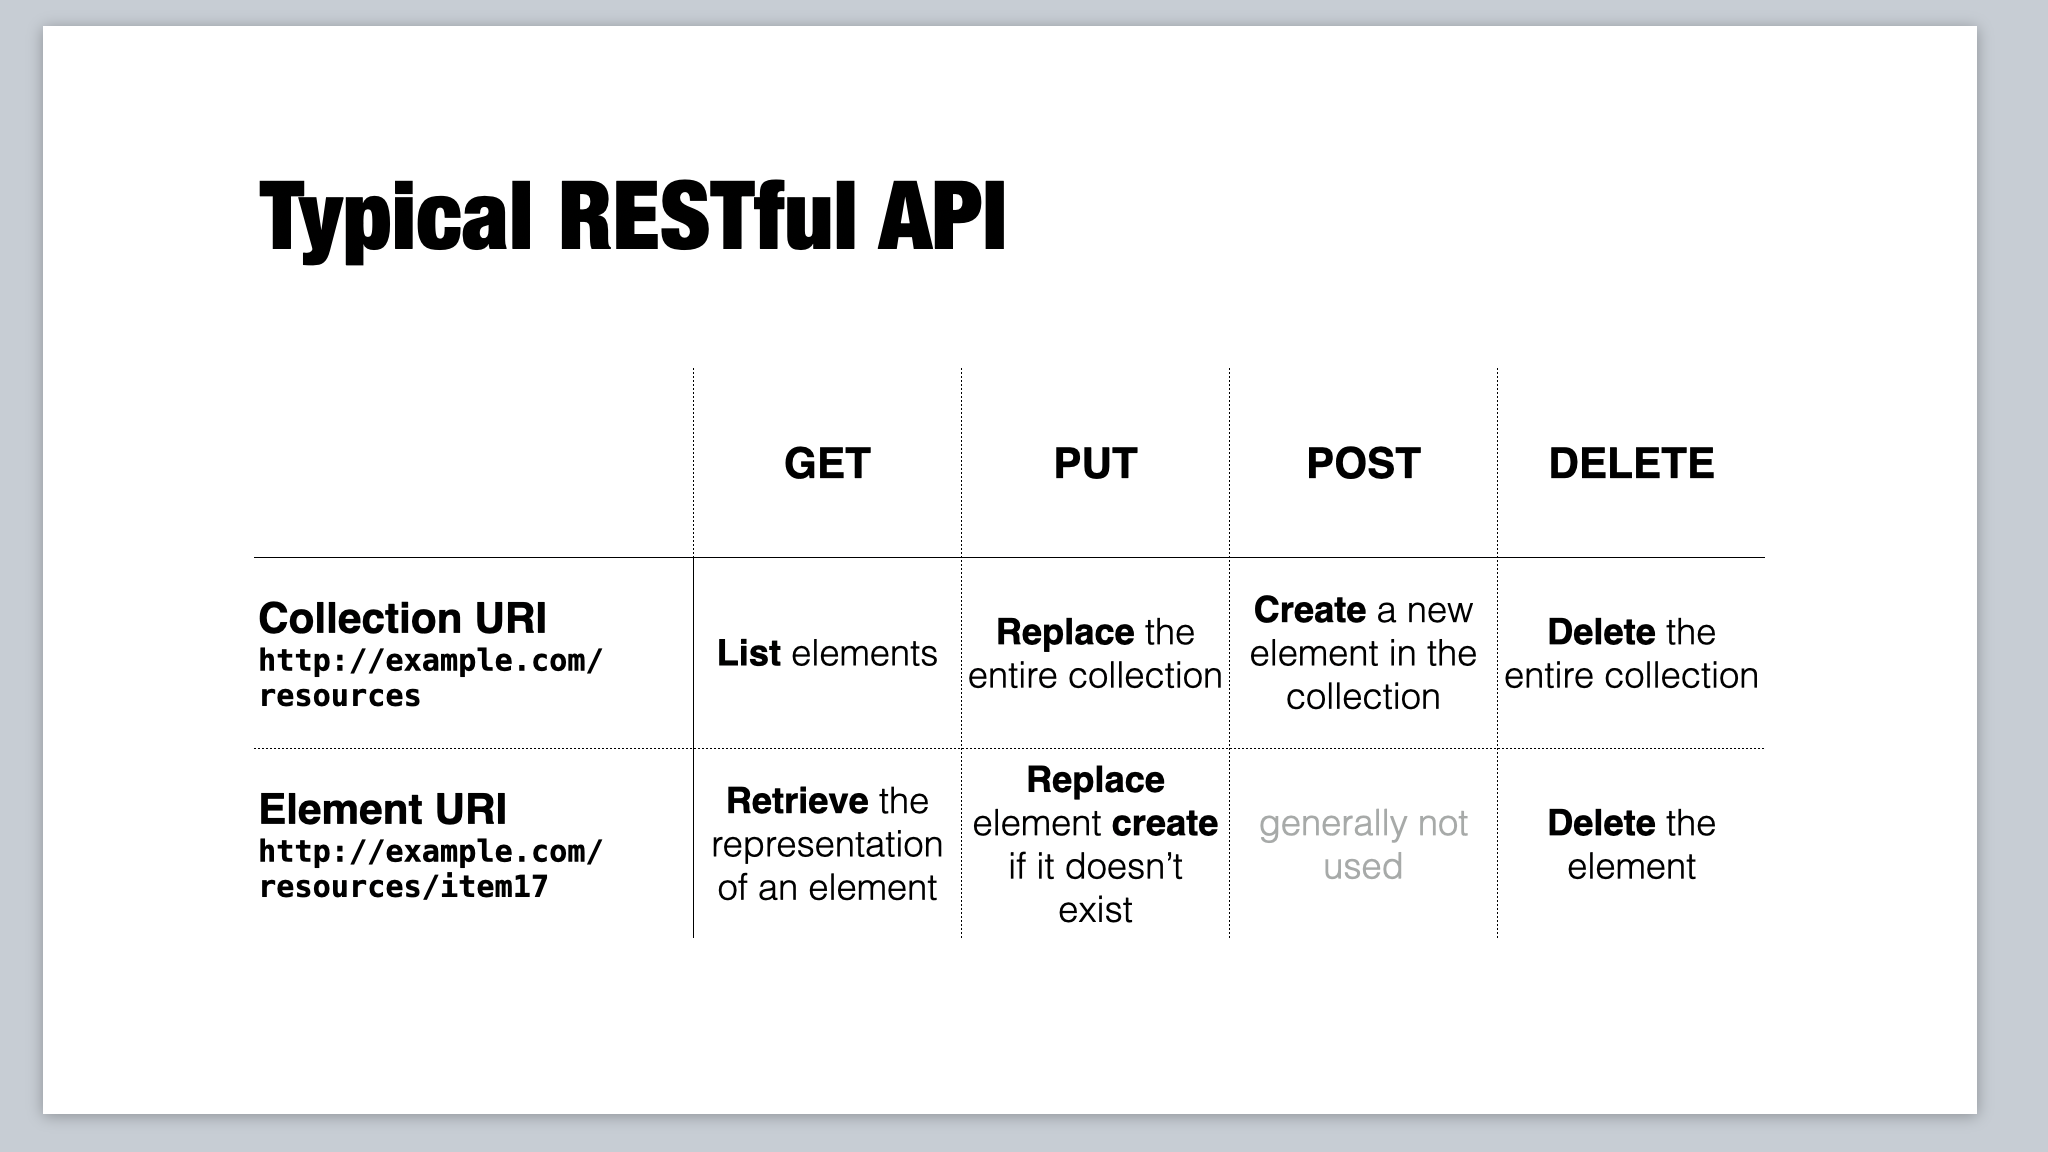 Typical RESTful API
GET PUT POST DELETE
Collection URI
http://example.com/
resources
List elements
Replace the
entire collection
Create a new
element in the
collection
Delete the
entire collection
Element URI
http://example.com/
resources/item17
Retrieve the
representation
of an element
Replace
element create
if it doesn’t
exist
generally not
used
Delete the
element